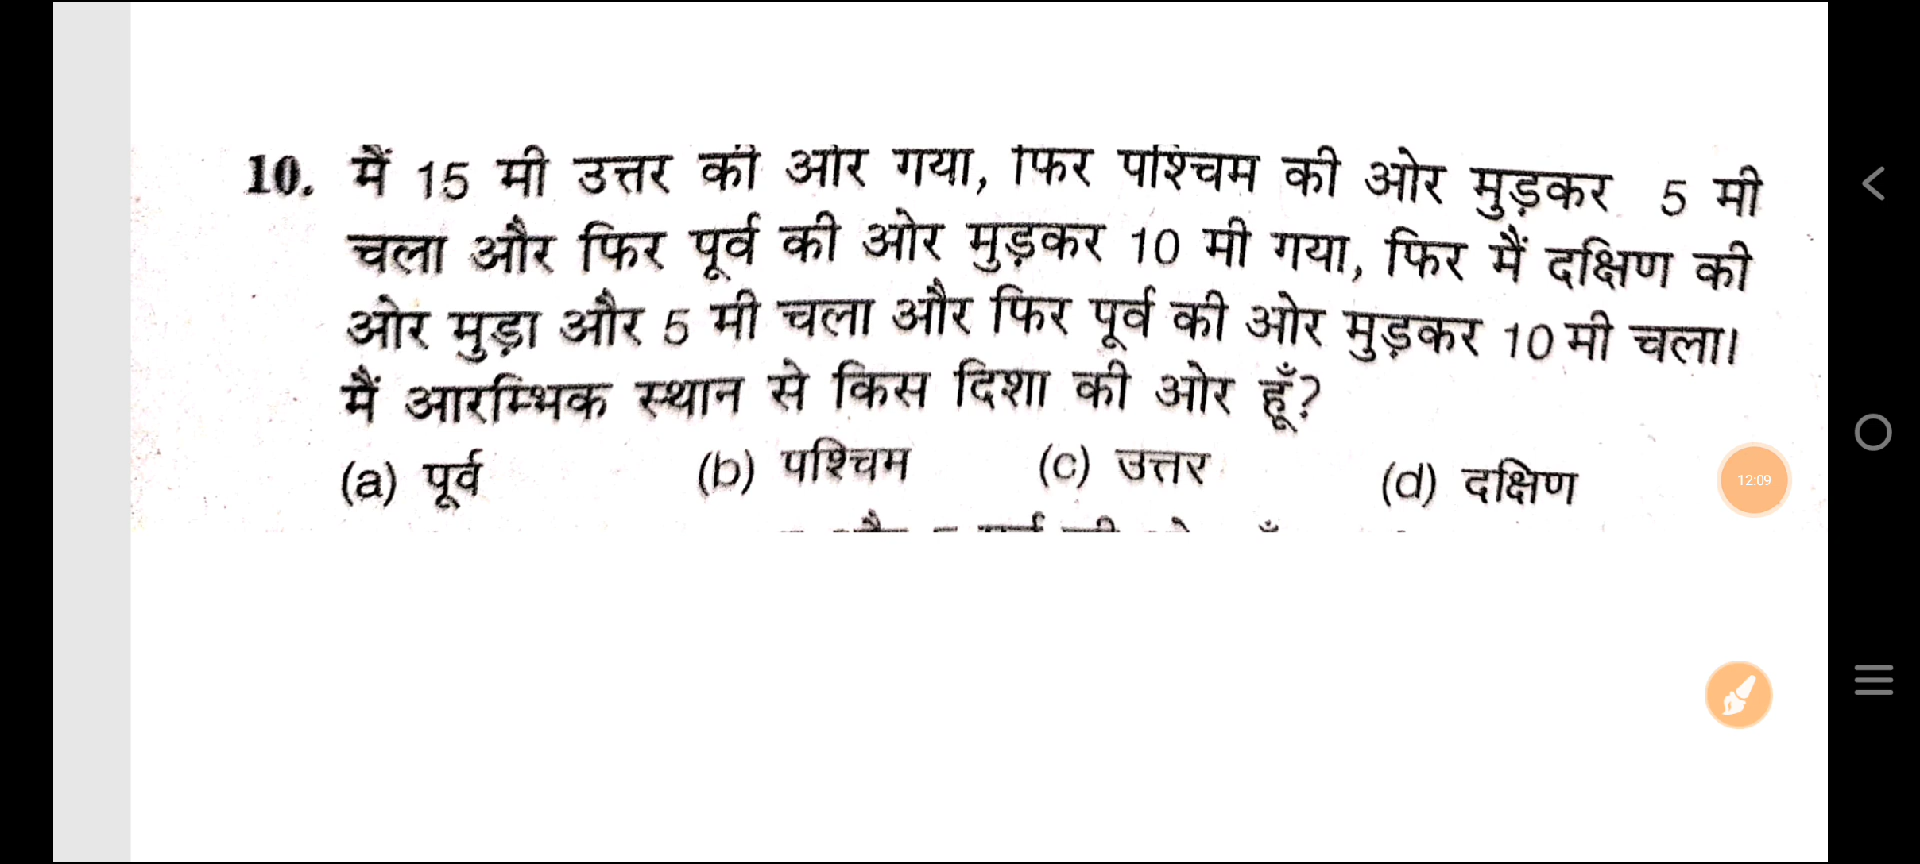 10. मैं 15 मी उत्तर की ओर गया, फिर पश्चिम की ओर मुड़कर 5 मी
चला और फिर पूर्व की ओर मुड़कर 10 मी गया, फिर मैं दक्षिण की
ओर मुड़ा और 5 मी चला और फिर पूर्व की ओर मुड़कर 10 मी चला।
मैं आरम्भिक स्थान से किस दिशा की ओर हूँ?
(a) पूर्व (b) पश्चिम (c) उत्तर (d) दक्षिण
12:09